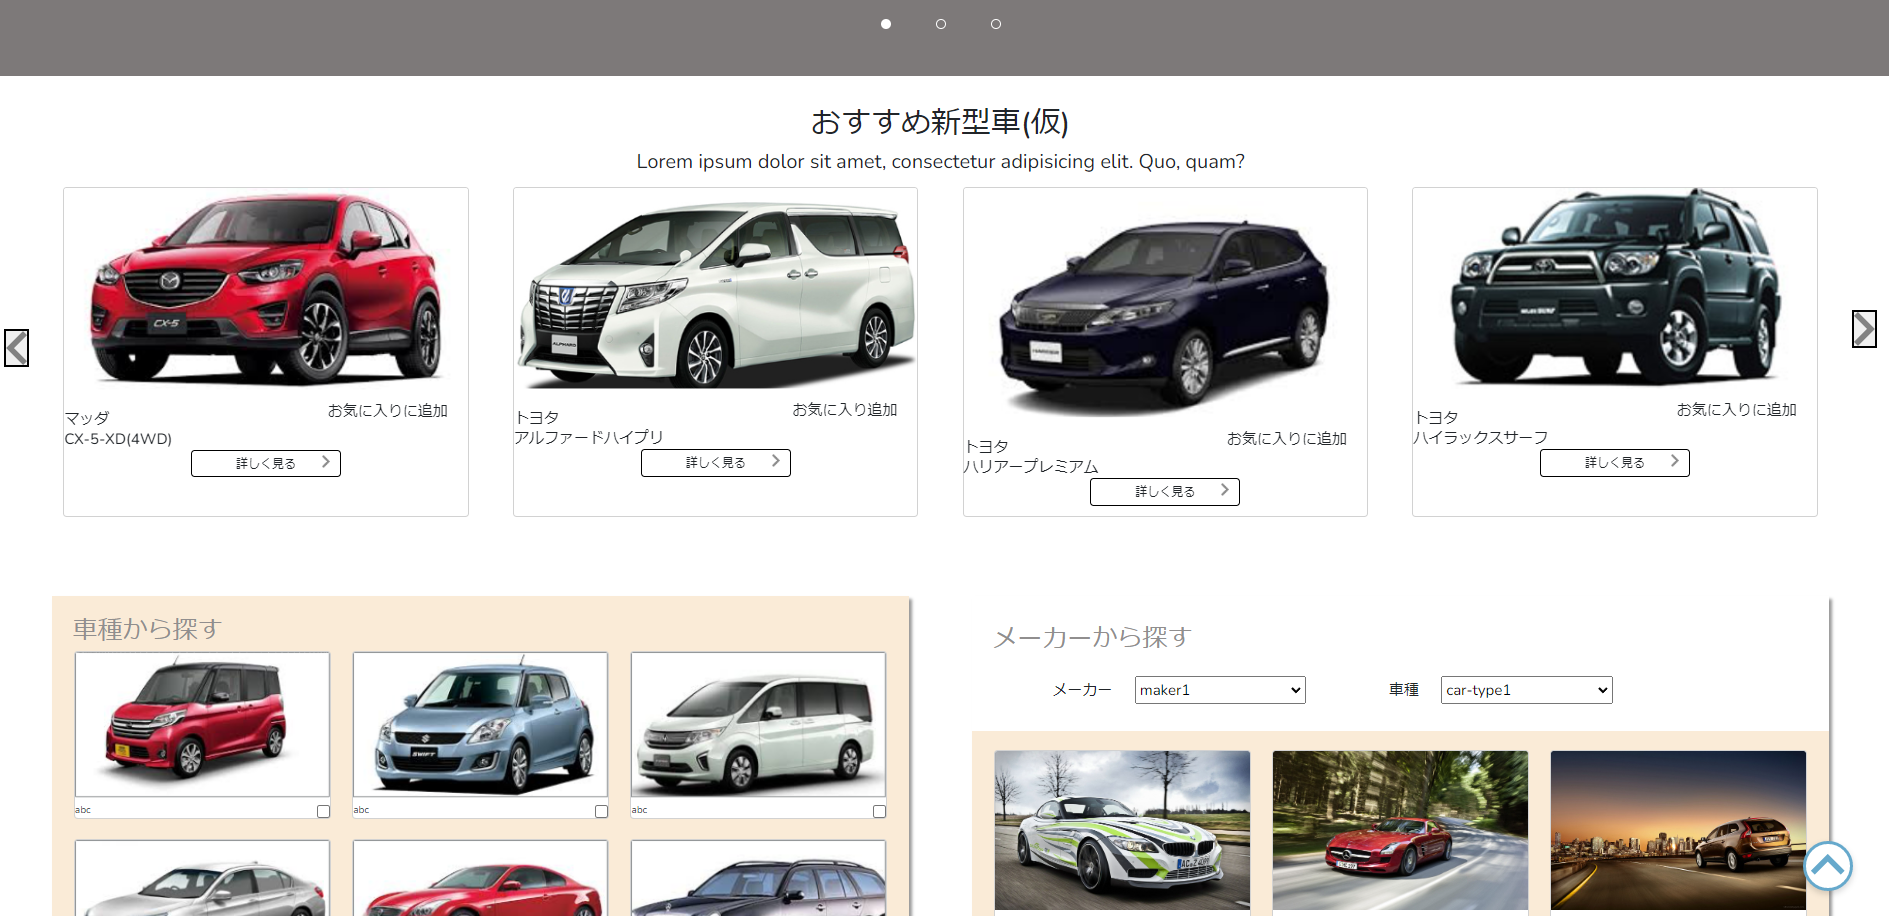 おすすめ新型車(仮)
Lorem ipsum dolor sit amet, consectetur adipisicing elit. Quo, quam?
CX-5
マッダ
お気に入りに追加
CX-5-XD(4WD)
詳しく見る
ALPHARD
トヨタ
お気に入り追加
アルファードハイプリ
詳しく見る
HARRIER
トヨタ
お気に入りに追加
ハリアープレミアム
詳しく見る
トヨタ
お気に入りに追加
ハイラックスサーフ
詳しく見る
車種から探す
abc
SWIFT
abc
abc
メーカーから探す
メーカー maker1 車種 car-type1